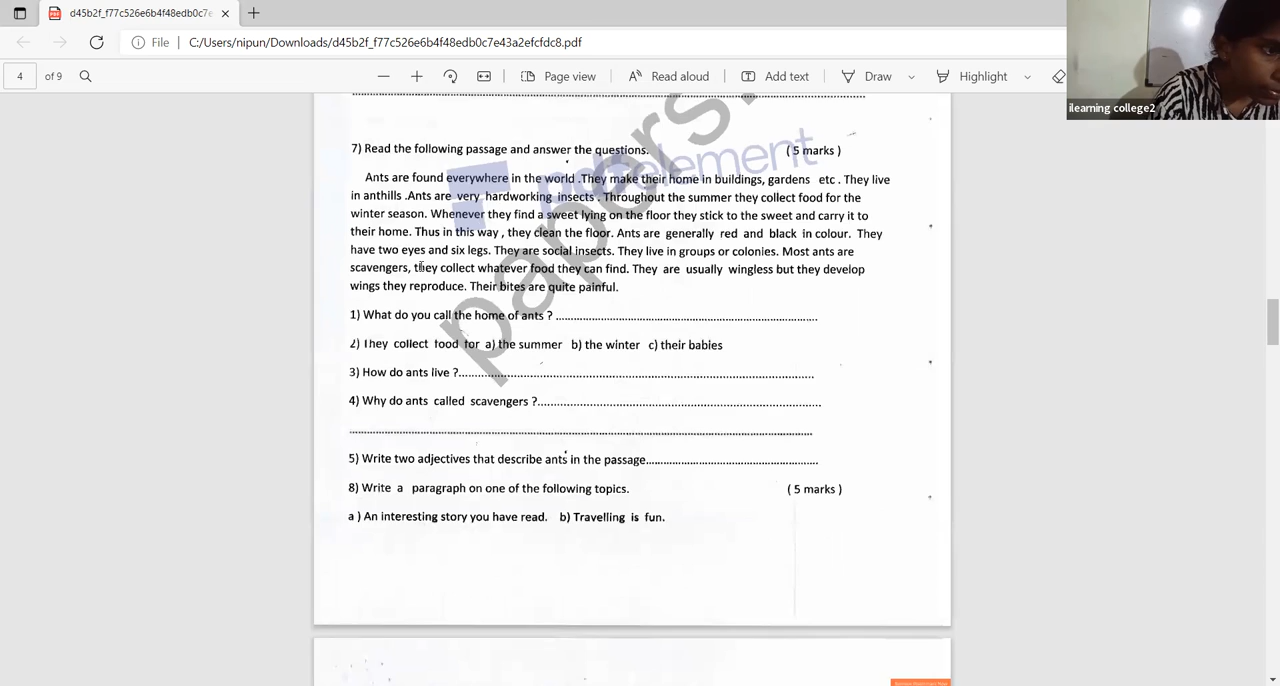 d45b2f_f77c526e6b4f48edb0c7e
File C:/Users/nipun/Downloads/d45b2f_f77c526e6b4f48edb0c7e43a2efcfdc8.pdf
4 of 9 Page view Read aloud Add text Draw Highlight
ilearning college2
7) Read the following passage and answer the questions. ( 5 marks )
Ants are found everywhere in the world .They make their home in buildings, gardens etc . They live
in anthills .Ants are very hardworking insects . Throughout the summer they collect food for the
winter season. Whenever they find a sweet lying on the floor they stick to the sweet and carry it to
their home. Thus in this way , they clean the floor. Ants are generally red and black in colour. They
have two eyes and six legs. They are social insects. They live in groups or colonies. Most ants are
scavengers, they collect whatever food they can find. They are usually wingless but they develop
wings they reproduce. Their bites are quite painful.
1) What do you call the home of ants ? ..................................................................
2) They collect food for a) the summer b) the winter c) their babies
3) How do ants live ?..................................................................
4) Why do ants called scavengers ?..................................................................
..................................................................
5) Write two adjectives that describe ants in the passage..................................................
8) Write a paragraph on one of the following topics. ( 5 marks )
a ) An interesting story you have read. b) Travelling is fun.
papers.
pdfelement